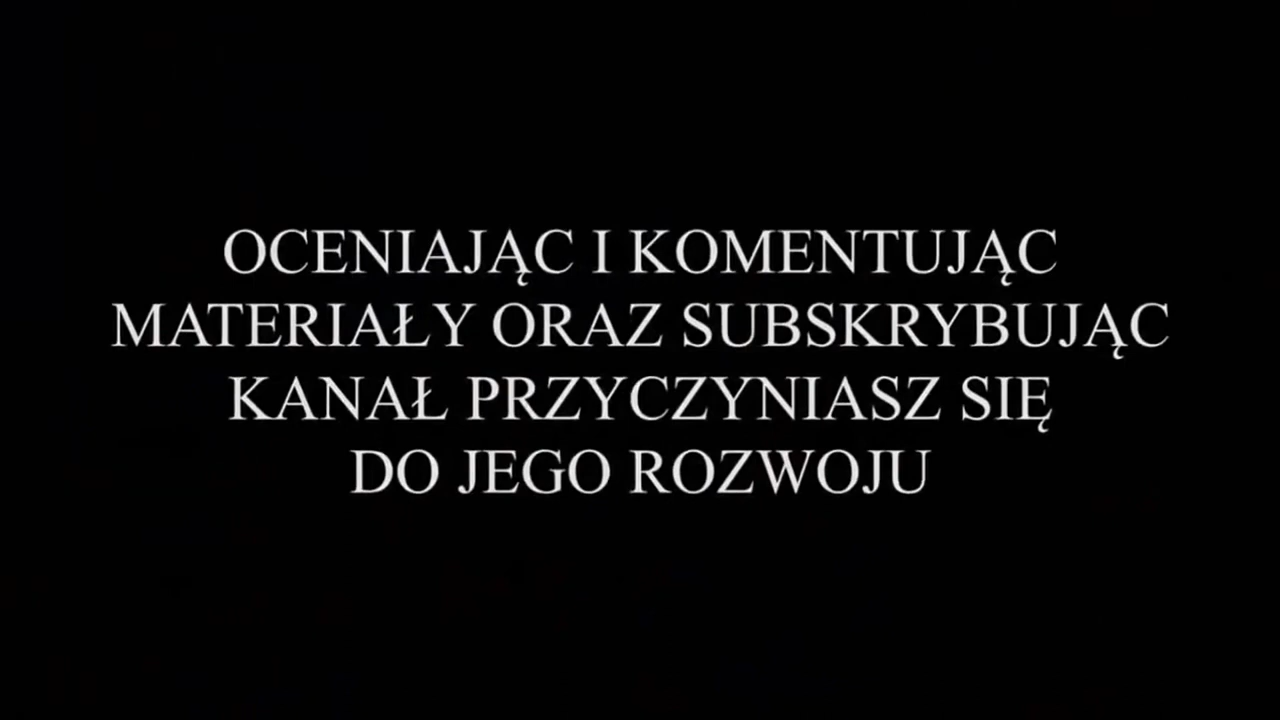 OCENIAJĄC I KOMENTUJĄC
MATERIAŁY ORAZ SUBSKRYBUJĄC
KANAŁ PRZYCZYNIASZ SIĘ
DO JEGO ROZWOJU